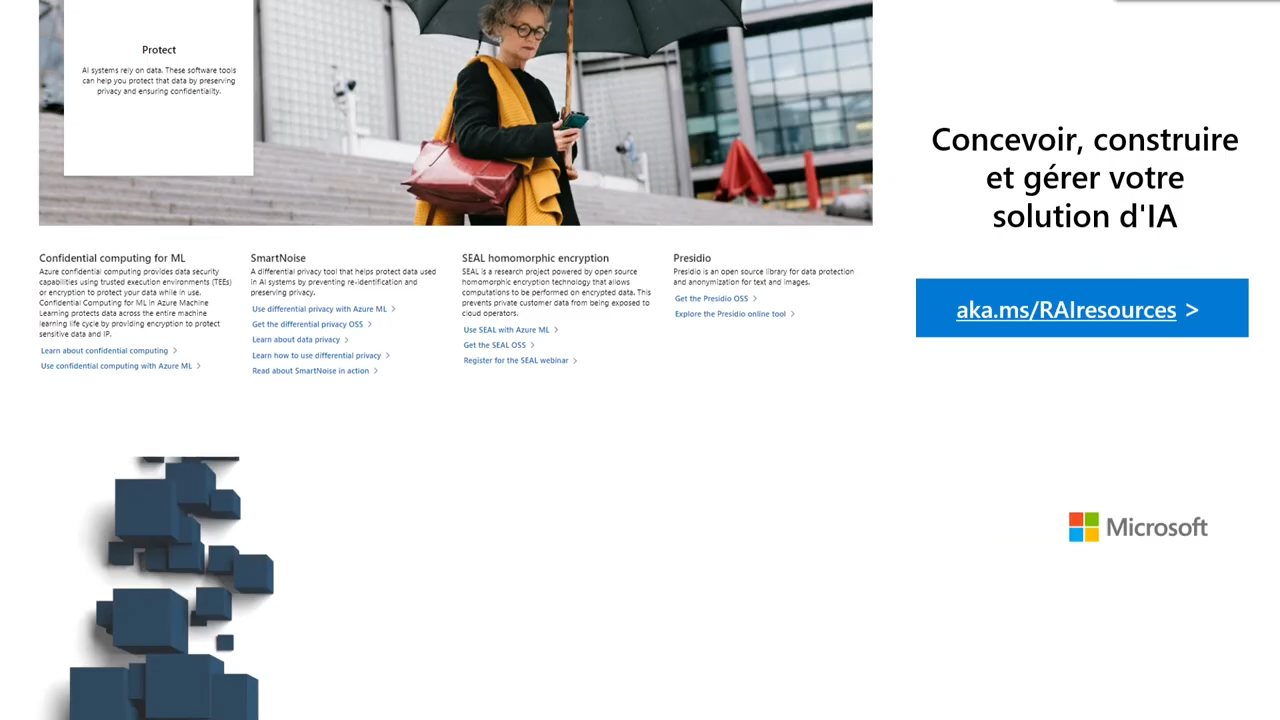 Protect
AI systems rely on data. These software tools
can help you protect that data by preserving
privacy and ensuring confidentiality.
Concevoir, construire
et gérer votre
solution d'IA
aka.ms/RAIresources >
Confidential computing for ML
Azure confidential computing provides data security
capabilities using trusted execution environments (TEEs)
or encryption to protect your data while in use.
Confidential Computing for ML in Azure Machine
Learning protects data across the entire machine
learning life cycle by providing encryption to protect
sensitive data and IP.
Learn about confidential computing >
Use confidential computing with Azure ML >
SmartNoise
A differential privacy tool that helps protect data used
in AI systems by preventing re-identification and
preserving privacy.
Use differential privacy with Azure ML >
Get the differential privacy OSS >
Learn about data privacy >
Learn how to use differential privacy >
Read about SmartNoise in action >
SEAL homomorphic encryption
SEAL is a research project powered by open source
homomorphic encryption technology that allows
computations to be performed on encrypted data. This
prevents private customer data from being exposed to
cloud operators.
Use SEAL with Azure ML >
Get the SEAL OSS >
Register for the SEAL webinar >
Presidio
Presidio is an open source library for data protection
and anonymization for text and images.
Get the Presidio OSS >
Explore the Presidio online tool >
Microsoft